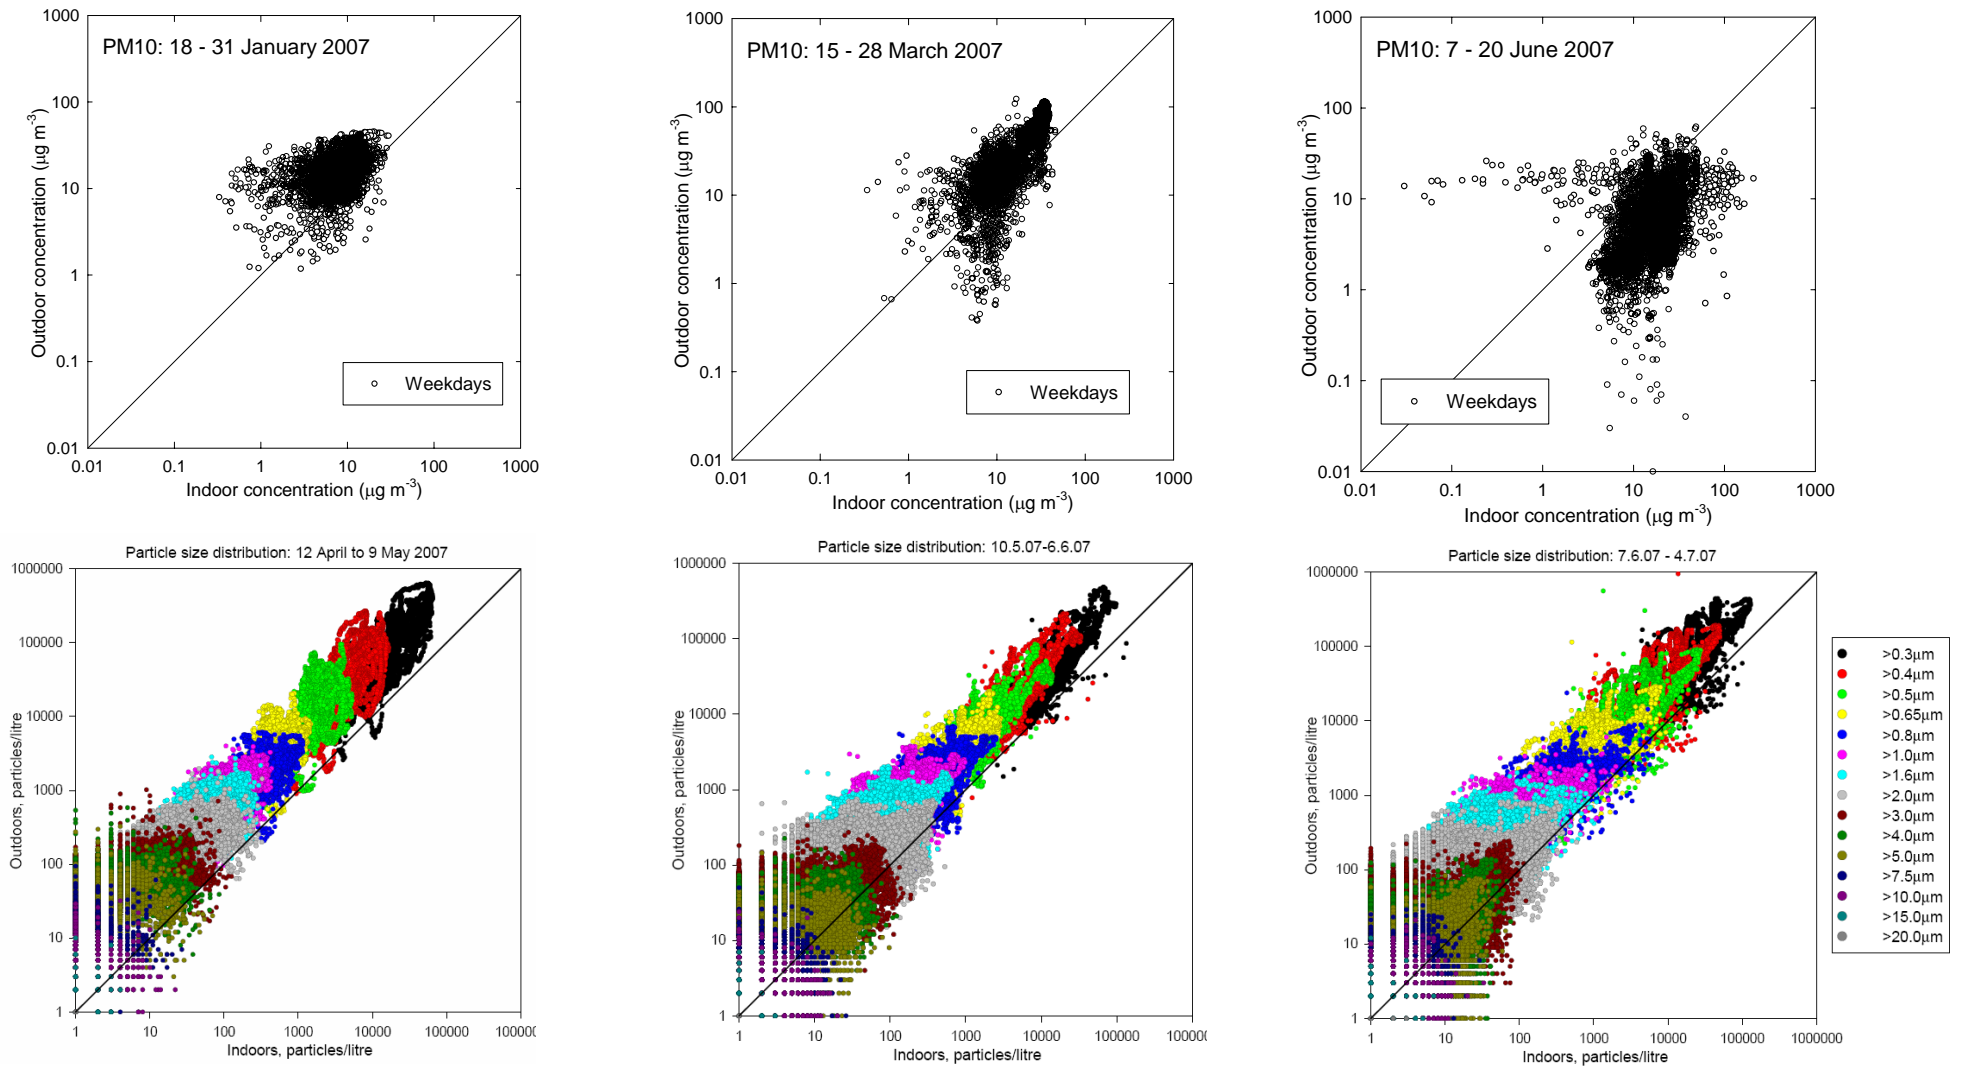 PM10: 18 - 31 January 2007
1000
100
10
1
0.1
0.01
Outdoor concentration (μg m-3)
Weekdays
0.01 0.1 1 10 100 1000
Indoor concentration (μg m-3)
PM10: 15 - 28 March 2007
1000
100
10
1
0.1
0.01
Outdoor concentration (μg m-3)
Weekdays
0.01 0.1 1 10 100 1000
Indoor concentration (μg m-3)
PM10: 7 - 20 June 2007
1000
100
10
1
0.1
0.01
Outdoor concentration (μg m-3)
Weekdays
0.01 0.1 1 10 100 1000
Indoor concentration (μg m-3)
Particle size distribution: 12 April to 9 May 2007
1000000
100000
10000
1000
100
10
1
Outdoors, particles/litre
1 10 100 1000 10000 100000
Indoors, particles/litre
Particle size distribution: 10.5.07-6.6.07
1000000
100000
10000
1000
100
10
1
Outdoors, particles/litre
1 10 100 1000 10000 100000 1000000
Indoors, particles/litre
Particle size distribution: 7.6.07 - 4.7.07
1000000
100000
10000
1000
100
10
1
Outdoors, particles/litre
1 10 100 1000 10000 100000 1000000
Indoors, particles/litre
>0.3μm
>0.4μm
>0.5μm
>0.65μm
>0.8μm
>1.0μm
>1.6μm
>2.0μm
>3.0μm
>4.0μm
>5.0μm
>7.5μm
>10.0μm
>15.0μm
>20.0μm